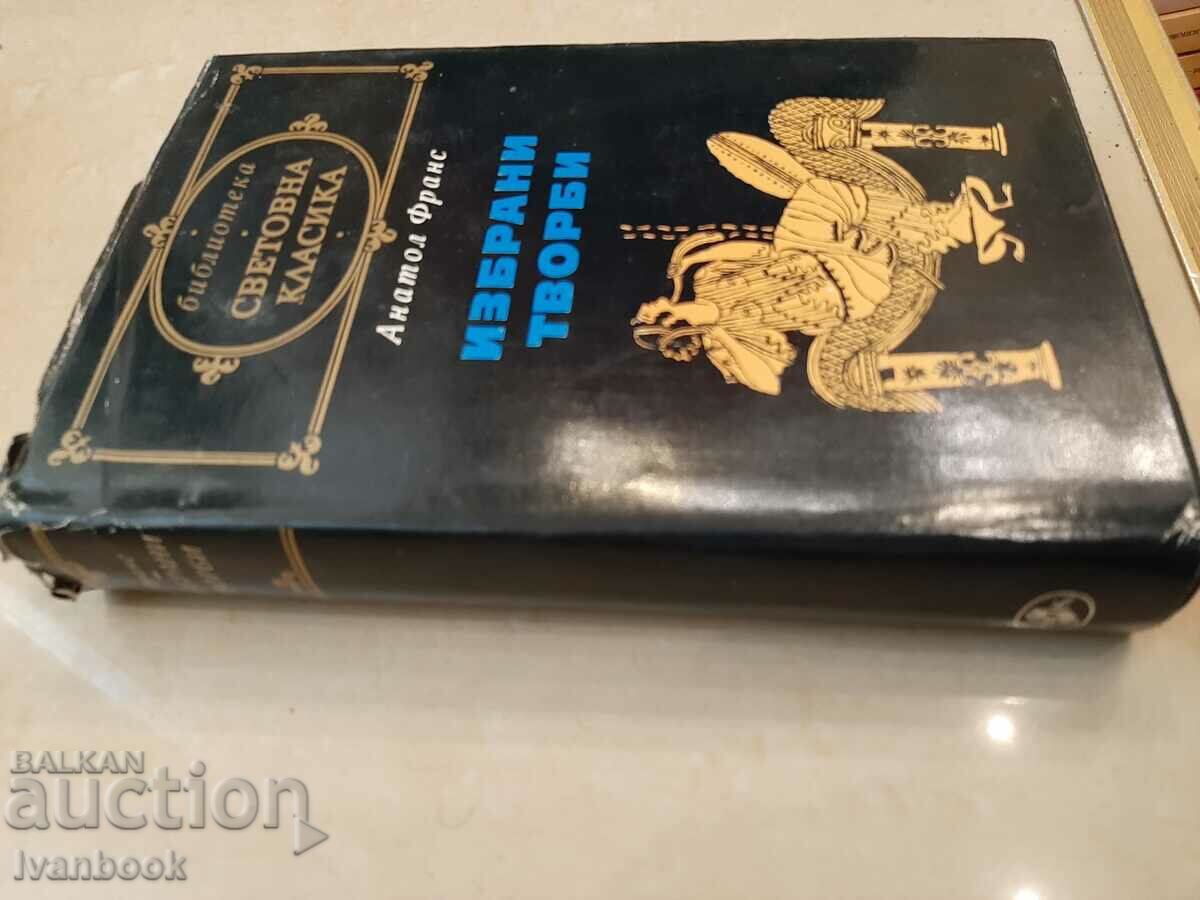 библиотека
СВЕТОВНА
КЛАСИКА
Анатол Франс
ИЗБРАНИ
ТВОРБИ
BALKAN
auction
Ivanbook